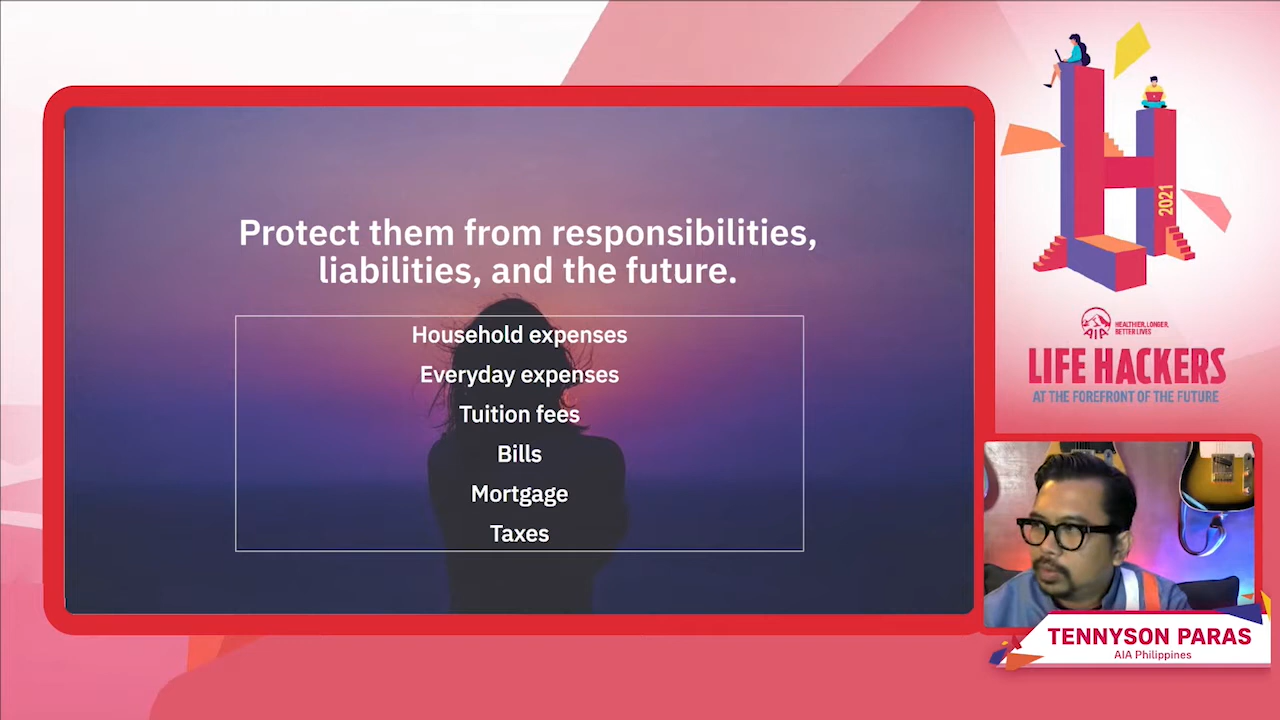 Protect them from responsibilities,
liabilities, and the future.
Household expenses
Everyday expenses
Tuition fees
Bills
Mortgage
Taxes
2021
AIA
HEALTHIER, LONGER,
BETTER LIVES
LIFE HACKERS
AT THE FOREFRONT OF THE FUTURE
TENNYSON PARAS
AIA Philippines